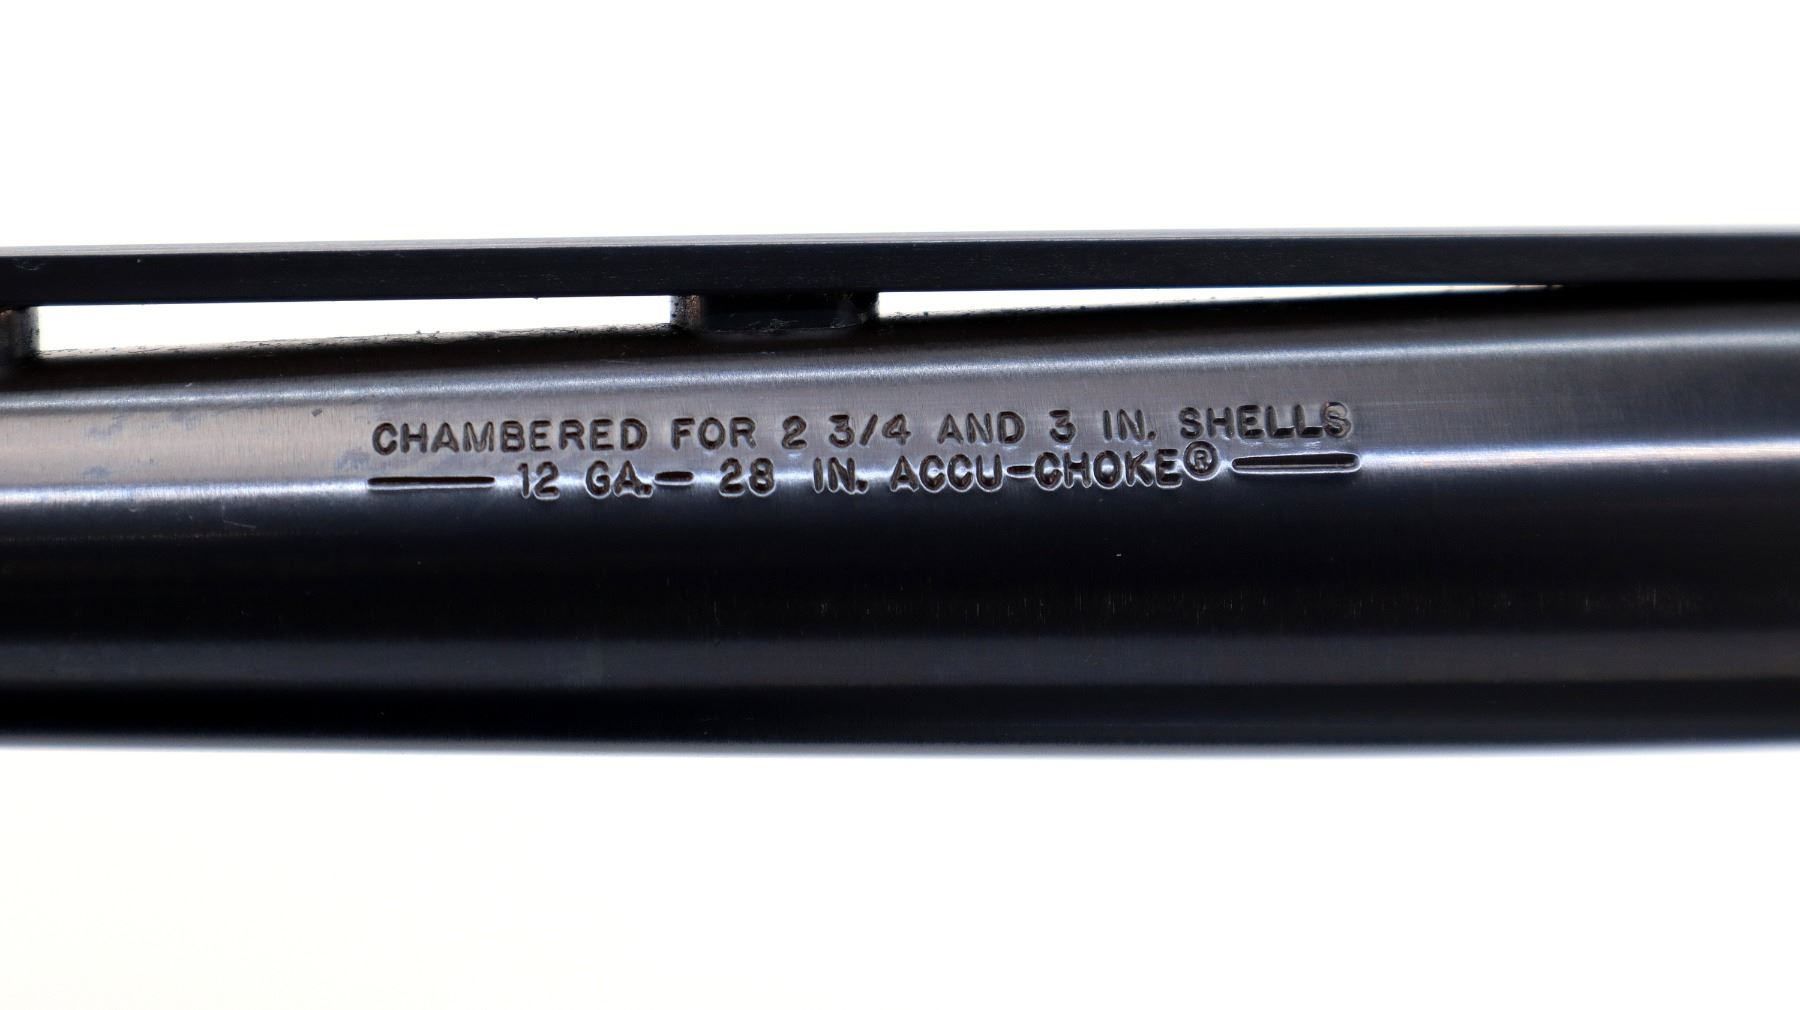 CHAMBERED FOR 2 3/4 AND 3 IN. SHELLS
12 GA.- 28 IN. ACCU-CHOKE®